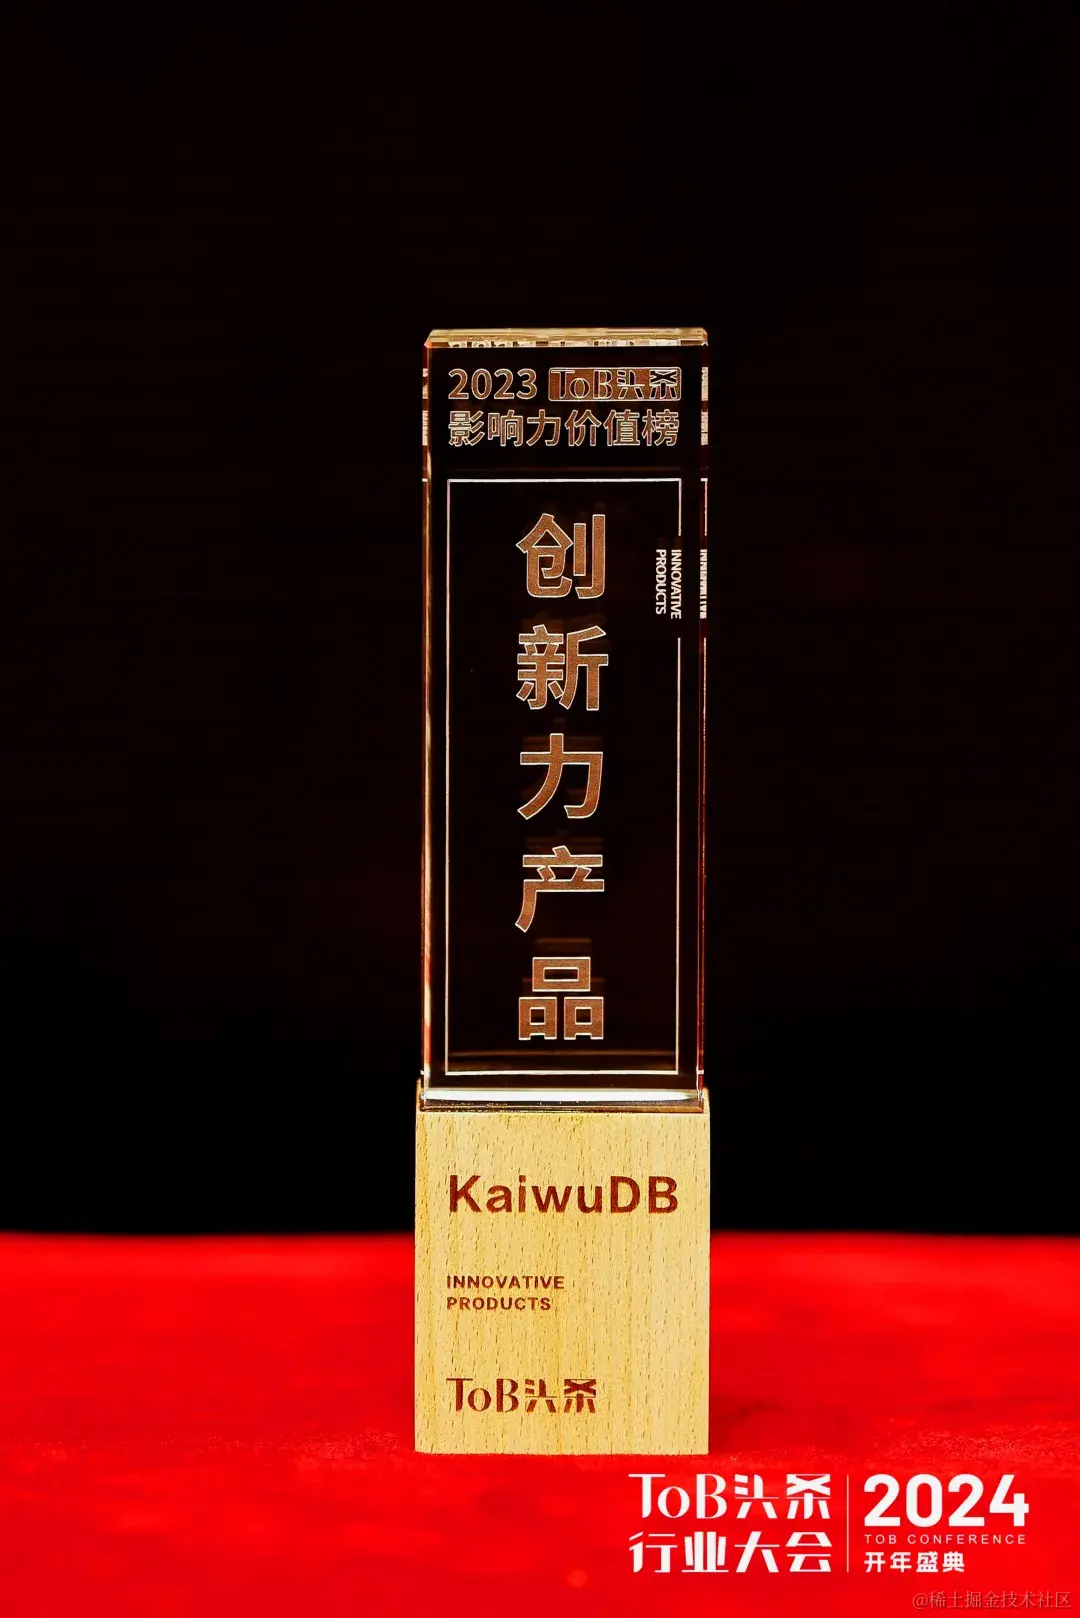 2023 ToB头条
影响力价值榜
创新力产品
INNOVATIVE
PRODUCTS
KaiwuDB
INNOVATIVE
PRODUCTS
ToB头条
ToB头条
行业大会
2024
TOB CONFERENCE
开年盛典
@稀土掘金技术社区